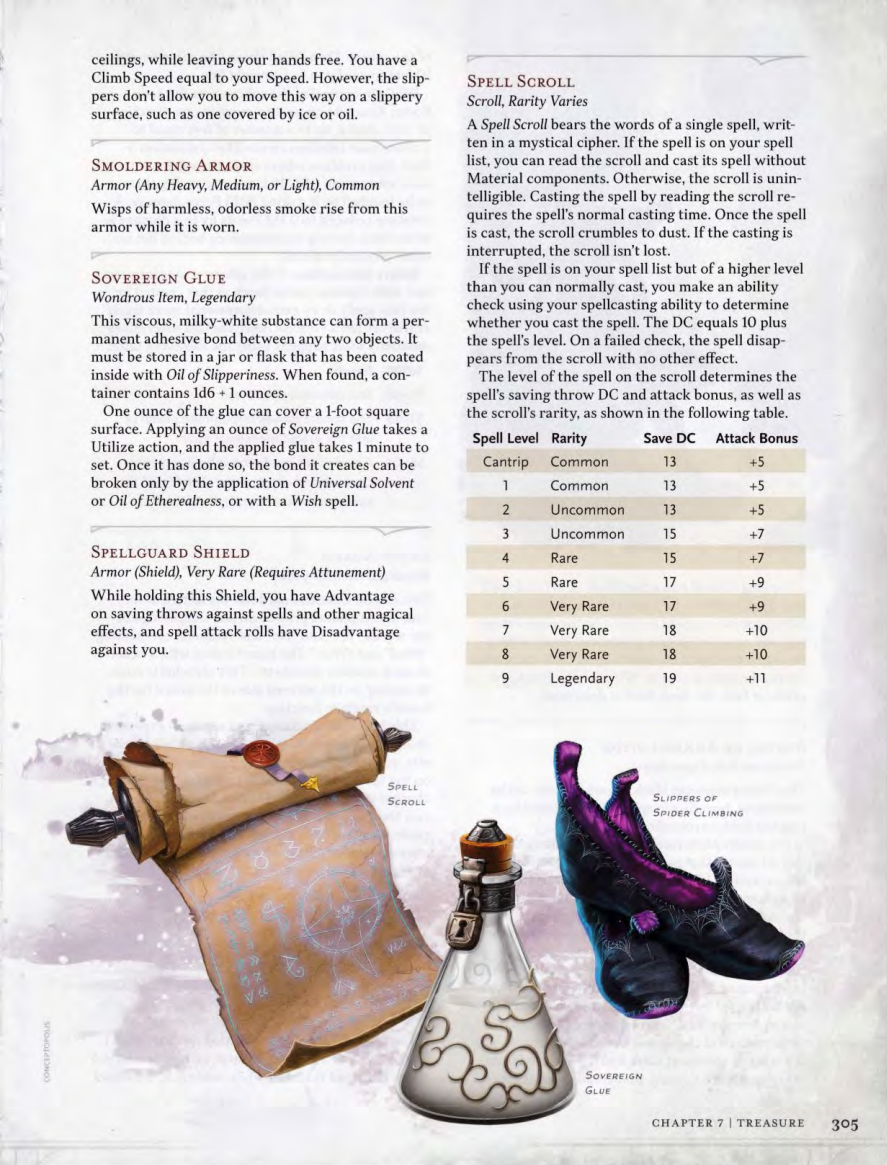 ceilings, while leaving your hands free. You have a
Climb Speed equal to your Speed. However, the slip-
pers don't allow you to move this way on a slippery
surface, such as one covered by ice or oil.
SMOLDERING ARMOR
Armor (Any Heavy, Medium, or Light), Common
Wisps of harmless, odorless smoke rise from this
armor while it is worn.
SOVEREIGN GLUE
Wondrous Item, Legendary
This viscous, milky-white substance can form a per-
manent adhesive bond between any two objects. It
must be stored in a jar or flask that has been coated
inside with Oil of Slipperiness. When found, a con-
tainer contains 1d6 + 1 ounces.
One ounce of the glue can cover a 1-foot square
surface. Applying an ounce of Sovereign Glue takes a
Utilize action, and the applied glue takes 1 minute to
set. Once it has done so, the bond it creates can be
broken only by the application of Universal Solvent
or Oil of Etherealness, or with a Wish spell.
SPELLGUARD SHIELD
Armor (Shield), Very Rare (Requires Attunement)
While holding this Shield, you have Advantage
on saving throws against spells and other magical
effects, and spell attack rolls have Disadvantage
against you.
SPELL SCROLL
Scroll, Rarity Varies
A Spell Scroll bears the words of a single spell, writ-
ten in a mystical cipher. If the spell is on your spell
list, you can read the scroll and cast its spell without
Material components. Otherwise, the scroll is unin-
telligible. Casting the spell by reading the scroll re-
quires the spell's normal casting time. Once the spell
is cast, the scroll crumbles to dust. If the casting is
interrupted, the scroll isn't lost.
If the spell is on your spell list but of a higher level
than you can normally cast, you make an ability
check using your spellcasting ability to determine
whether you cast the spell. The DC equals 10 plus
the spell's level. On a failed check, the spell disap-
pears from the scroll with no other effect.
The level of the spell on the scroll determines the
spell's saving throw DC and attack bonus, as well as
the scroll's rarity, as shown in the following table.
Spell Level Rarity Save DC Attack Bonus
Cantrip Common 13 +5
1 Common 13 +5
2 Uncommon 13 +5
3 Uncommon 15 +7
4 Rare 15 +7
5 Rare 17 +9
6 Very Rare 17 +9
7 Very Rare 18 +10
8 Very Rare 18 +10
9 Legendary 19 +11
SPELL
SCROLL
SLIPPERS OF
SPIDER CLIMBING
SOVEREIGN
GLUE
CONCEPTOPOLIS
CHAPTER 7 | TREASURE 305